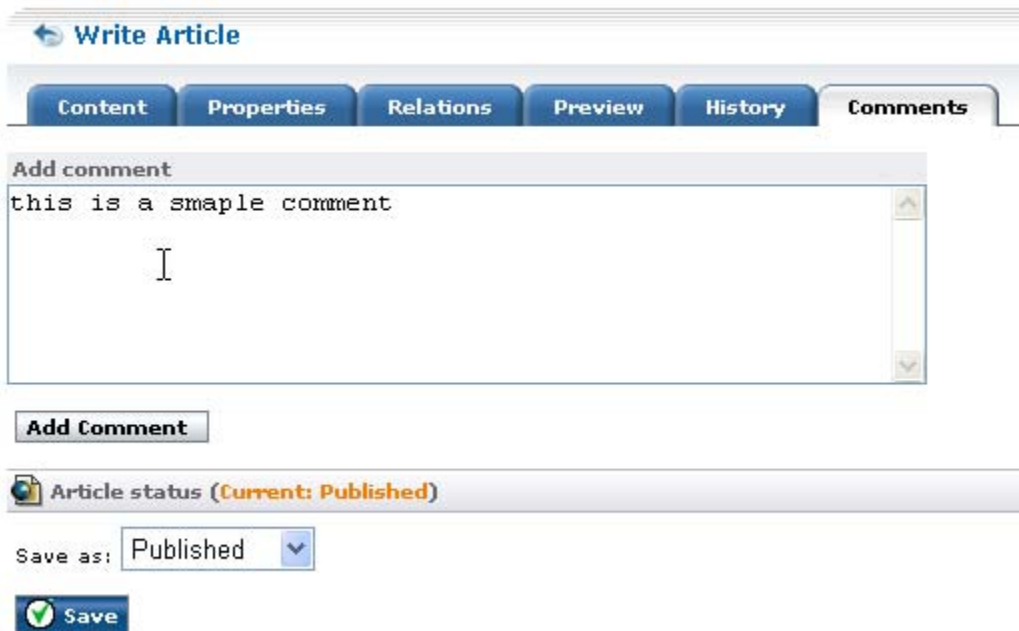 Write Article
Content Properties Relations Preview History Comments
Add comment
this is a smaple comment
Add Comment
Article status (Current: Published)
Save as: Published
Save